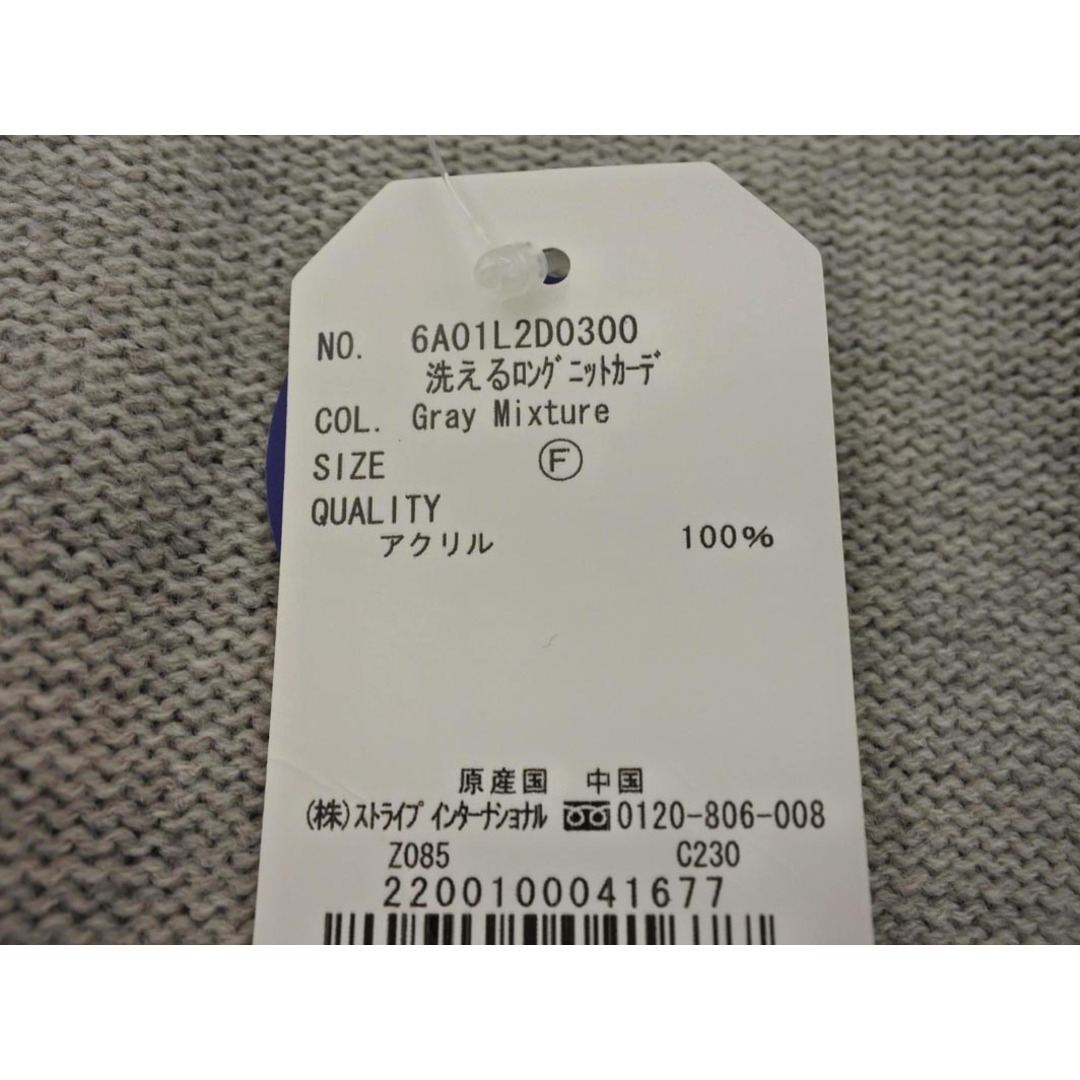 NO. 6A01L2D0300
洗えるﾛﾝｸﾞﾆｯﾄｶｰﾃﾞ
COL. Gray Mixture
SIZE Ⓕ
QUALITY
アクリル 100%
原産国 中国
(株)ｽﾄﾗｲﾌﾟｲﾝﾀｰﾅｼｮﾅﾙ 0120-806-008
Z085 C230
2200100041677